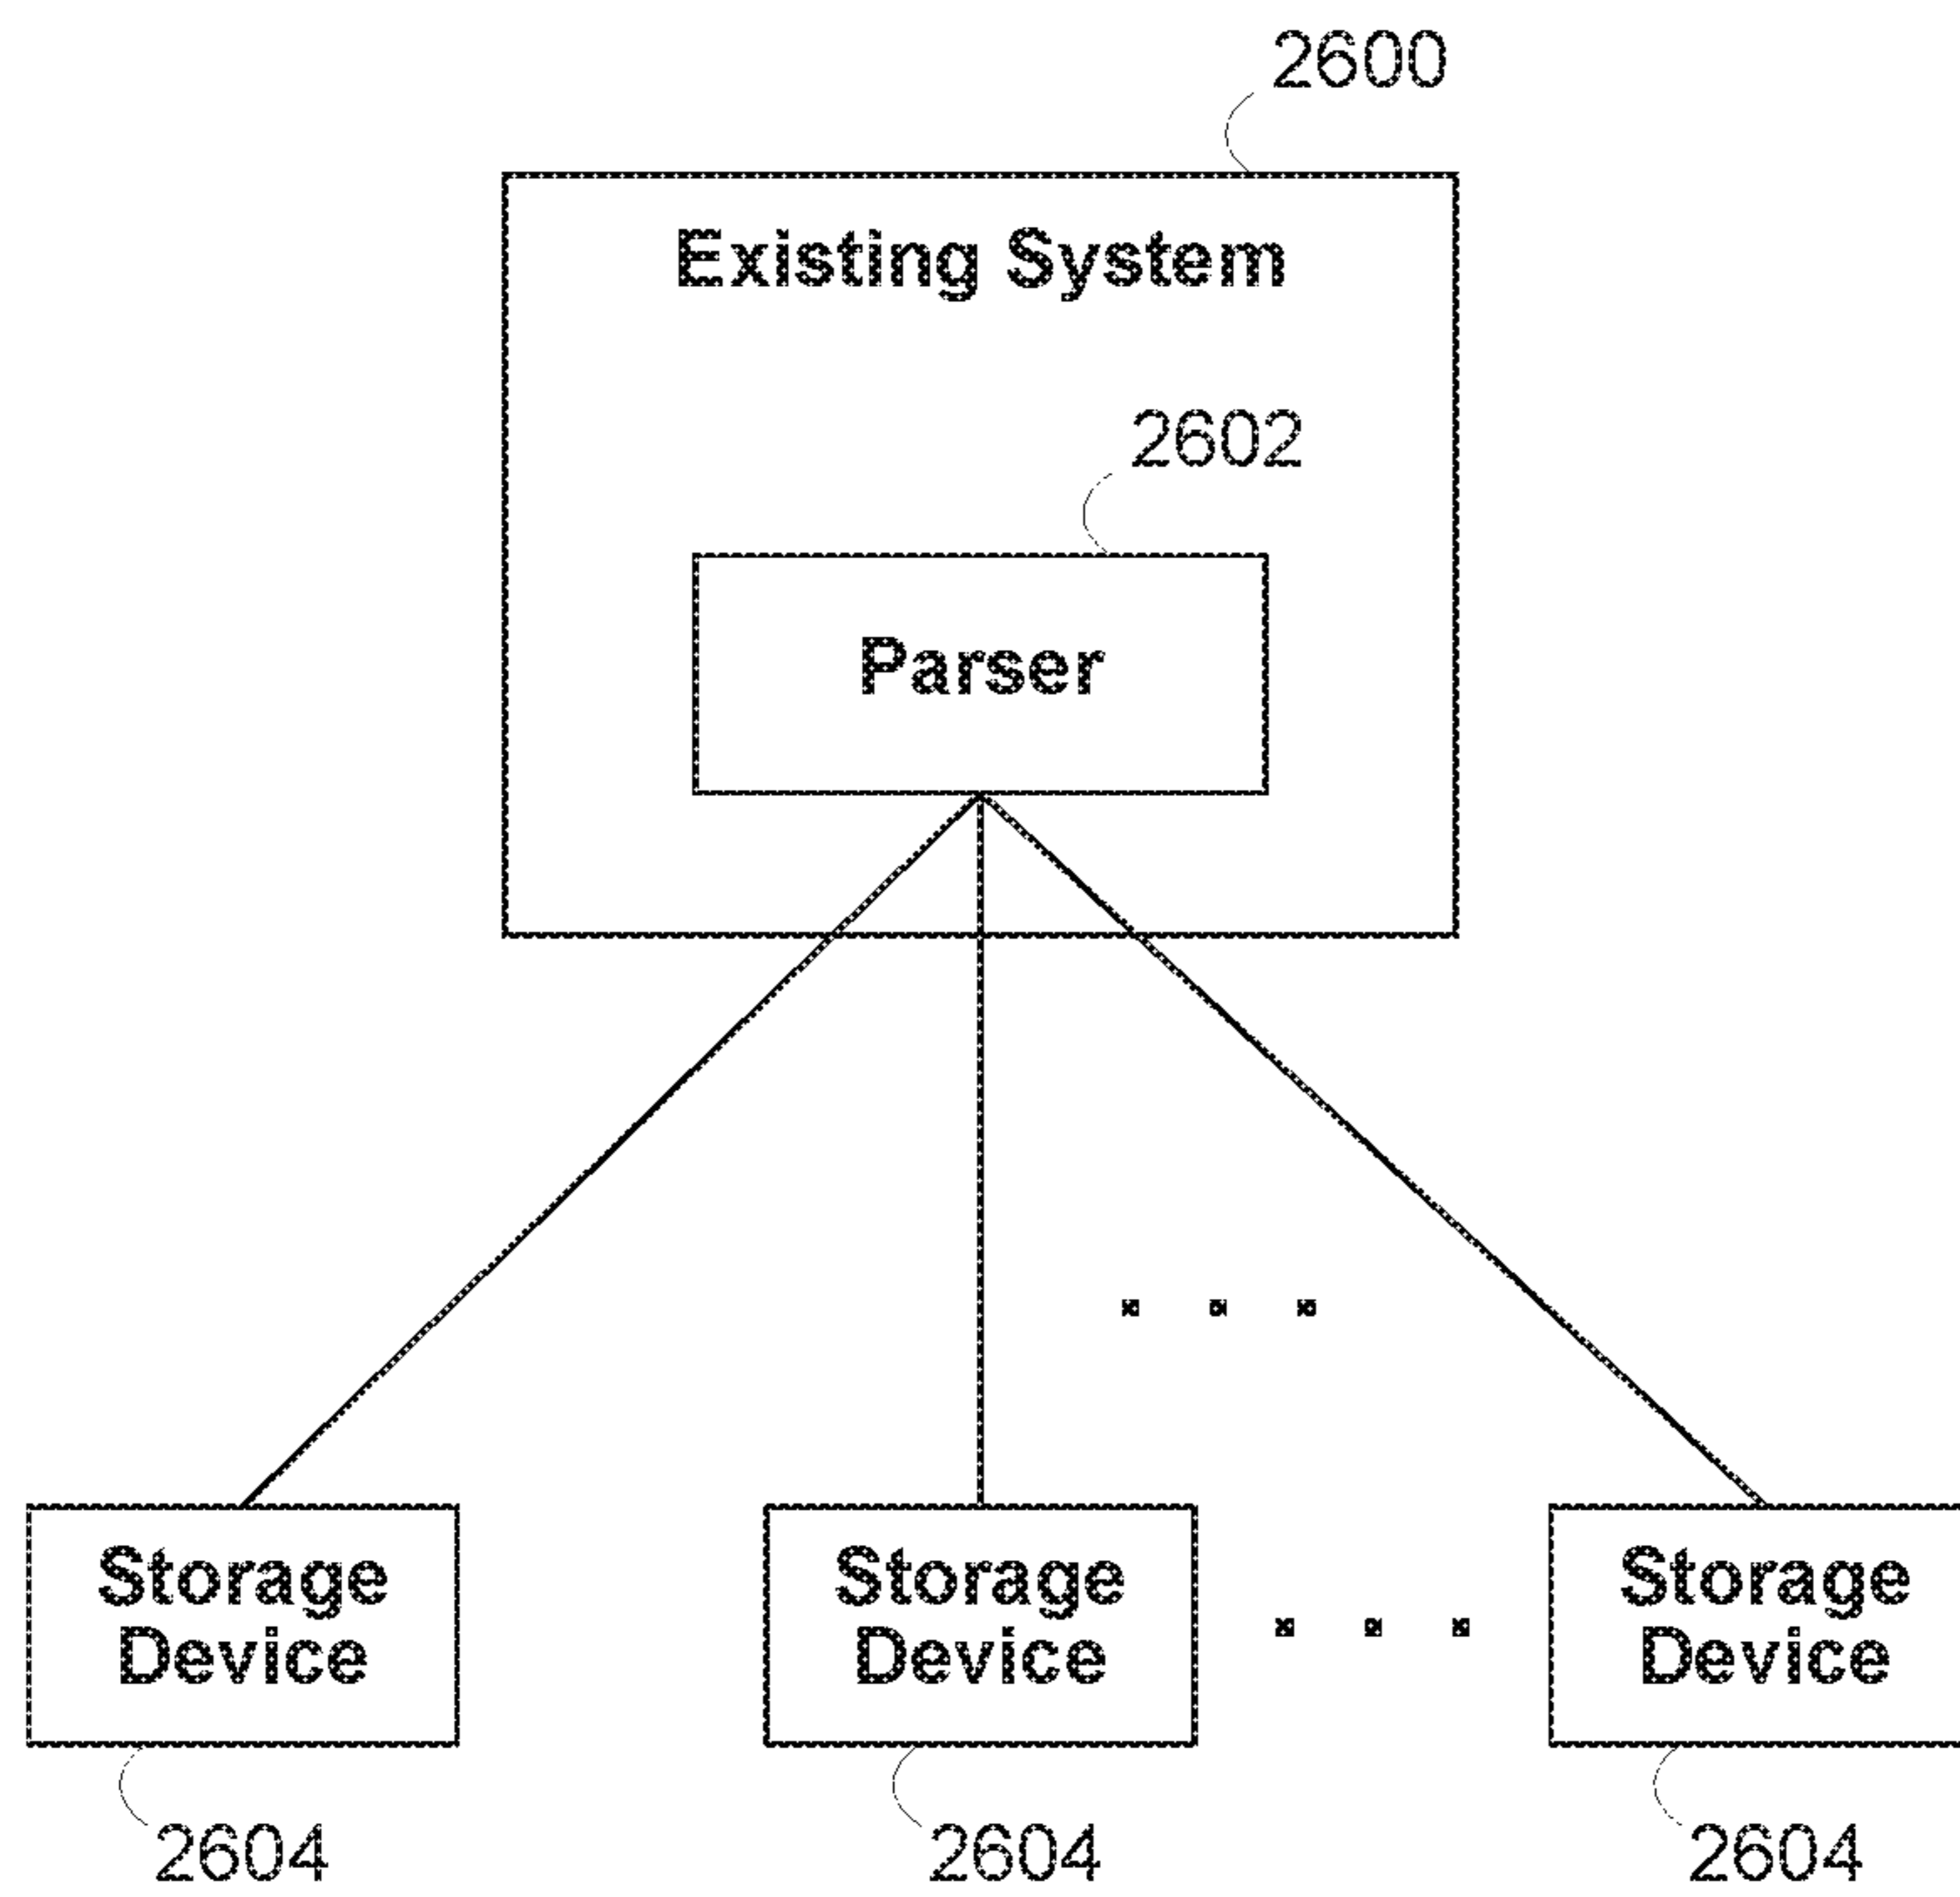 2600
Existing System
2602
Parser
Storage
Device
Storage
Device
. . .
Storage
Device
2604
2604
2604